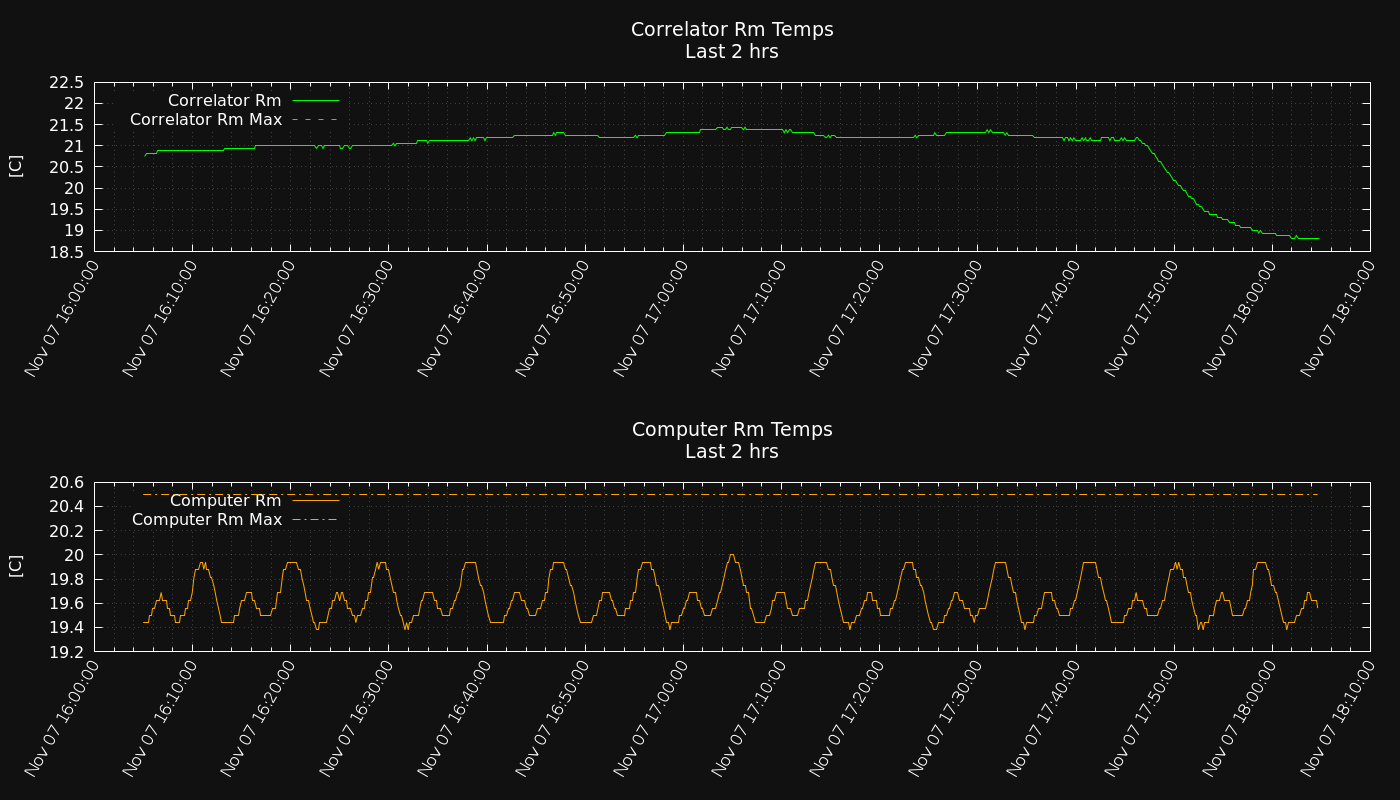 Correlator Rm Temps
Last 2 hrs
22.5
22
21.5
21
20.5
20
19.5
19
18.5
[C]
Correlator Rm
Correlator Rm Max
Nov 07 16:00:00
Nov 07 16:10:00
Nov 07 16:20:00
Nov 07 16:30:00
Nov 07 16:40:00
Nov 07 16:50:00
Nov 07 17:00:00
Nov 07 17:10:00
Nov 07 17:20:00
Nov 07 17:30:00
Nov 07 17:40:00
Nov 07 17:50:00
Nov 07 18:00:00
Nov 07 18:10:00
Computer Rm Temps
Last 2 hrs
20.6
20.4
20.2
20
19.8
19.6
19.4
19.2
[C]
Computer Rm
Computer Rm Max
Nov 07 16:00:00
Nov 07 16:10:00
Nov 07 16:20:00
Nov 07 16:30:00
Nov 07 16:40:00
Nov 07 16:50:00
Nov 07 17:00:00
Nov 07 17:10:00
Nov 07 17:20:00
Nov 07 17:30:00
Nov 07 17:40:00
Nov 07 17:50:00
Nov 07 18:00:00
Nov 07 18:10:00